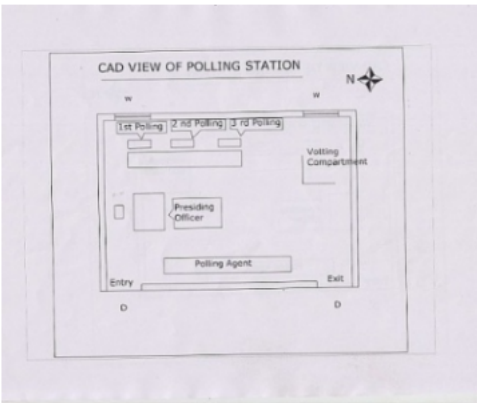 CAD VIEW OF POLLING STATION
N
W
W
1st Polling
2 nd Polling
3 rd Polling
Votting
Compartment
Presiding
Officer
Polling Agent
Entry
Exit
D
D